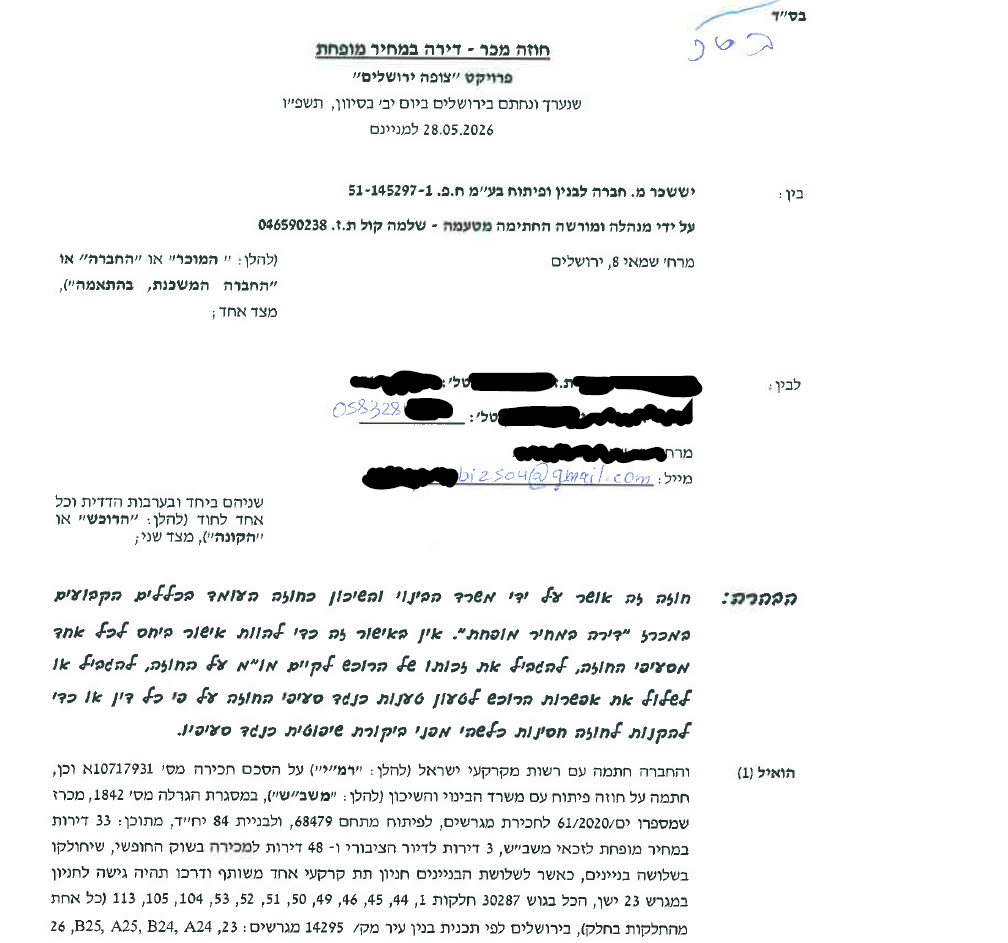 בס"ד
חוזה מכר - דירה במחיר מופחת
פרויקט "צופה ירושלים"
שנערך ונחתם בירושלים ביום יב' בסיוון, תשפ"ו
28.05.2026 למניינם
בין: יששכר מ. חברה לבנין ופיתוח בע"מ ח.פ. 51-145297-1
על ידי מנהלה ומורשה החתימה מטעמה - שלמה קול ת.ז. 046590238
מרח' שמאי 8, ירושלים
(להלן: " המוכר" או "החברה" או
"החברה המשכנת, בהתאמה"),
מצד אחד;
לבין: ת.ז טל':
טל': 058328
מרח
מייל: bi2504@gmail.com
שניהם ביחד ובערבות הדדית וכל
אחד לחוד (להלן: "הרוכש" או
"הקונה"), מצד שני;
הבהרה: חוזה זה אושר על ידי משרד הבינוי והשיכון כחוזה העומד בכללים הקבועים
במכרז "דירה במחיר מופחת". אין באישור זה כדי להוות אישור ביחס לכל אחד
מסעיפי החוזה, להגביל את זכותו של הרוכש לקיים מו"מ על החוזה, להגביל או
לשלול את אפשרות הרוכש לטעון טענות כנגד סעיפי החוזה על פי כל דין או כדי
להקנות לחוזה חסינות כלשהי מפני ביקורת שיפוטית כנגד סעיפיו.
הואיל (1) והחברה חתמה עם רשות מקרקעי ישראל (להלן: "רמ"י") על הסכם חכירה מס' 10717931א וכן,
חתמה על חוזה פיתוח עם משרד הבינוי והשיכון (להלן: "משב"ש"), במסגרת הגרלה מס' 1842, מכרז
שמספרו ים/61/2020 לחכירת מגרשים, לפיתוח מתחם 68479, ולבניית 84 יח"ד, מתוכן: 33 דירות
במחיר מופחת לזכאי משב"ש, 3 דירות לדיור הציבורי ו- 48 דירות למכירה בשוק החופשי, שיחולקו
בשלושה בניינים, כאשר לשלושת הבניינים חניון תת קרקעי אחד משותף ודרכו תהיה גישה לחניון
במגרש 23 ישן, הכל בגוש 30287 חלקות 1, 44, 45, 46, 49, 50, 51, 52, 53, 104, 105, 113 (כל אחת
מהחלקות בחלק), בירושלים לפי תכנית בנין עיר מק/ 14295 מגרשים: 23, B25, A25, B24, A24, 26